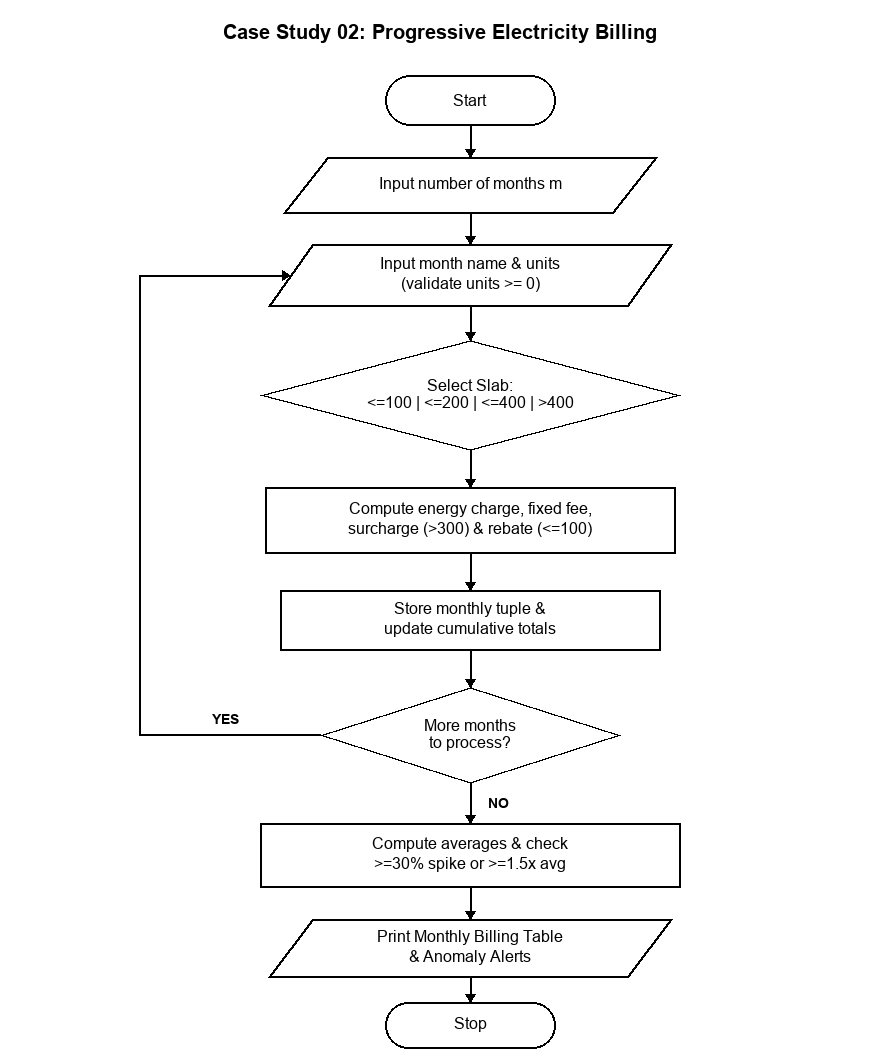 Case Study 02: Progressive Electricity Billing
Start
Input number of months m
Input month name & units
(validate units >= 0)
Select Slab:
<=100 | <=200 | <=400 | >400
Compute energy charge, fixed fee,
surcharge (>300) & rebate (<=100)
Store monthly tuple &
update cumulative totals
More months
to process?
YES
NO
Compute averages & check
>=30% spike or >=1.5x avg
Print Monthly Billing Table
& Anomaly Alerts
Stop